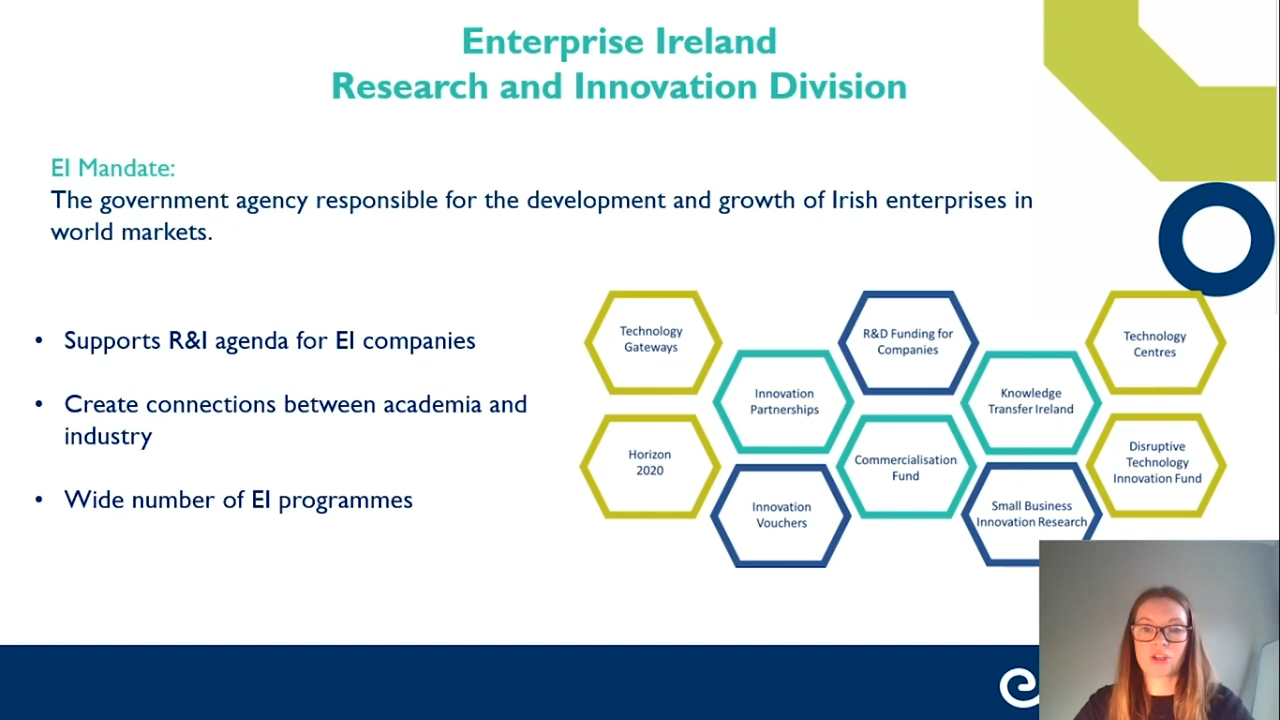 Enterprise Ireland
Research and Innovation Division
EI Mandate:
The government agency responsible for the development and growth of Irish enterprises in
world markets.
• Supports R&I agenda for EI companies
• Create connections between academia and
industry
• Wide number of EI programmes
Technology
Gateways
R&D Funding for
Companies
Technology
Centres
Innovation
Partnerships
Knowledge
Transfer Ireland
Horizon
2020
Commercialisation
Fund
Disruptive
Technology
Innovation Fund
Innovation
Vouchers
Small Business
Innovation Research